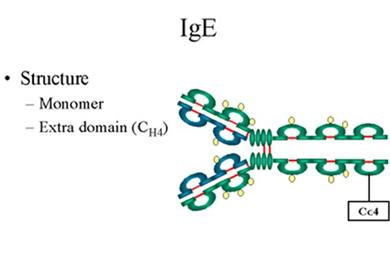 IgE
• Structure
– Monomer
– Extra domain (CH4)
Cε4